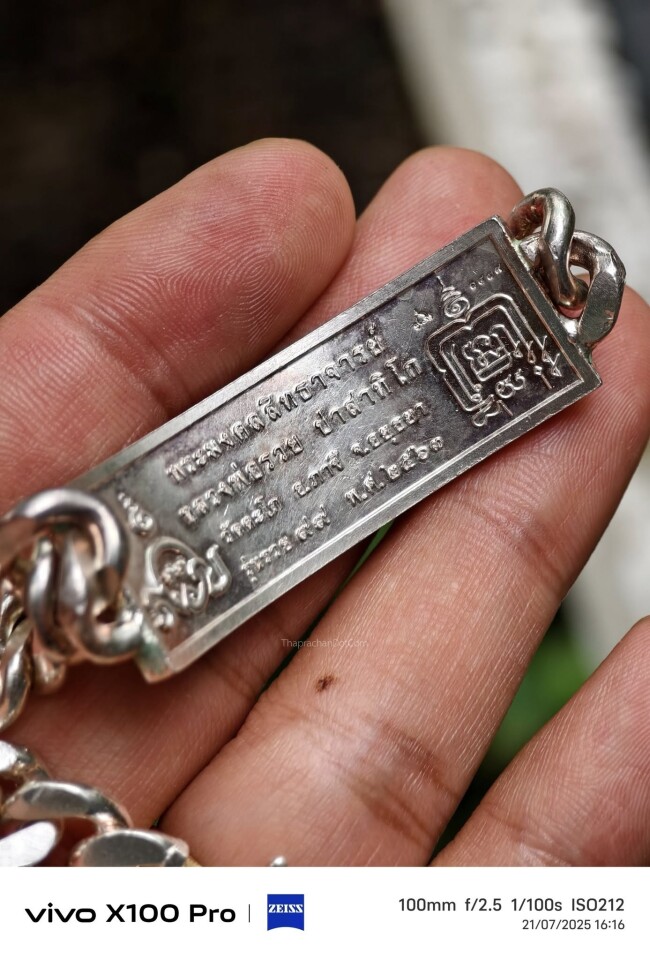 พระมงคลสิทธาจารย์
หลวงพ่อรวย ปาสาทิโก
วัดตะโก อ.ภาชี จ.อยุธยา
รุ่นรวย ๙๙ พ.ศ.๒๕๖๓
ThaprachanDotCom
vivo X100 Pro
ZEISS
100mm f/2.5 1/100s ISO212
21/07/2025 16:16